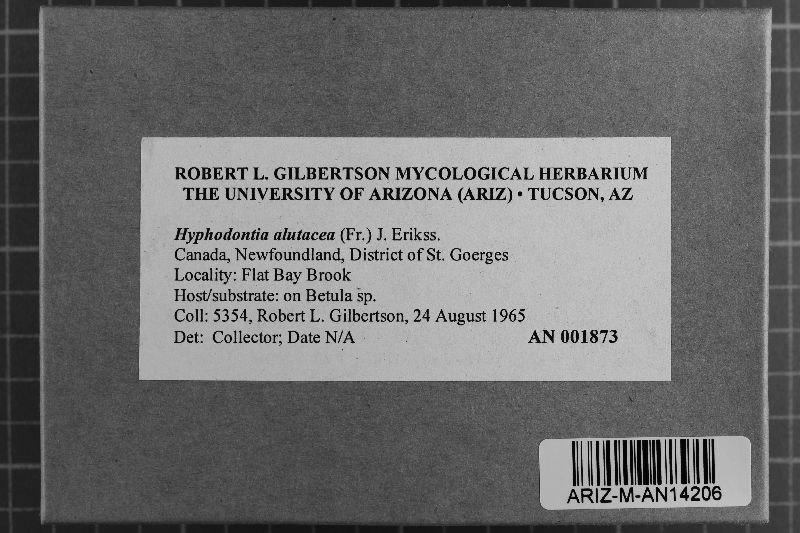 ROBERT L. GILBERTSON MYCOLOGICAL HERBARIUM
THE UNIVERSITY OF ARIZONA (ARIZ) • TUCSON, AZ
Hyphodontia alutacea (Fr.) J. Erikss.
Canada, Newfoundland, District of St. Goerges
Locality: Flat Bay Brook
Host/substrate: on Betula sp.
Coll: 5354, Robert L. Gilbertson, 24 August 1965
Det: Collector; Date N/A AN 001873
ARIZ-M-AN14206